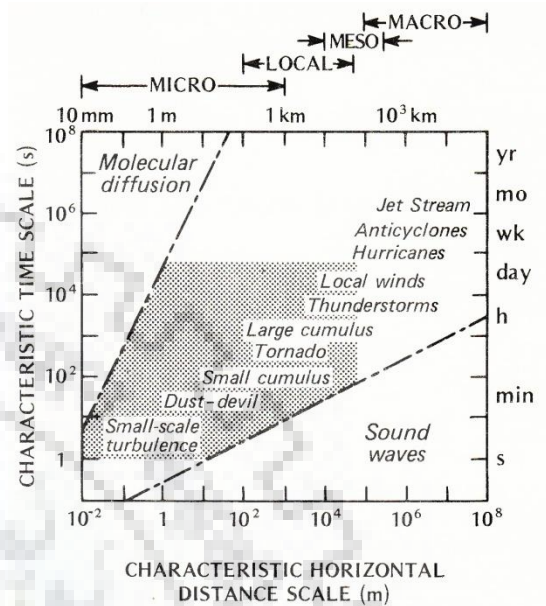 MACRO
MESO
LOCAL
MICRO
10 mm 1 m 1 km 10³ km
10⁸
10⁶
10⁴
10²
1
CHARACTERISTIC TIME SCALE (s)
Molecular
diffusion
Jet Stream
Anticyclones
Hurricanes
Local winds
Thunderstorms
Large cumulus
Tornado
Small cumulus
Dust-devil
Small-scale
turbulence
Sound
waves
yr
mo
wk
day
h
min
s
10⁻² 1 10² 10⁴ 10⁶ 10⁸
CHARACTERISTIC HORIZONTAL
DISTANCE SCALE (m)